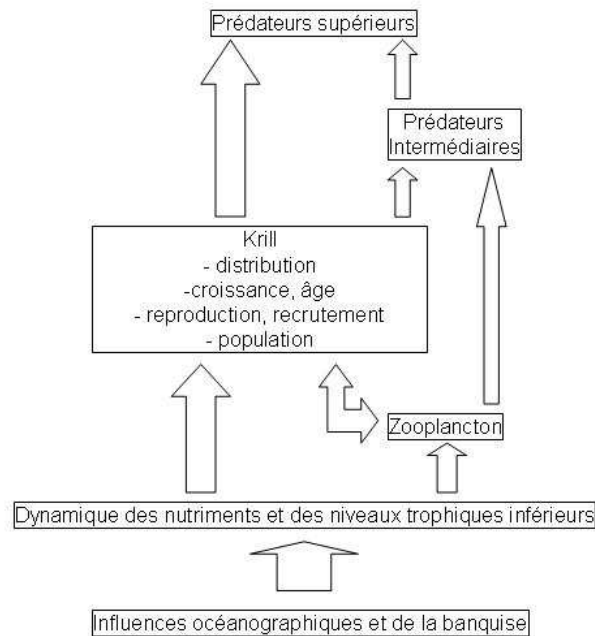 Prédateurs supérieurs
Prédateurs
Intermédiaires
Krill
- distribution
-croissance, âge
- reproduction, recrutement
- population
Zooplancton
Dynamique des nutriments et des niveaux trophiques inférieurs
Influences océanographiques et de la banquise